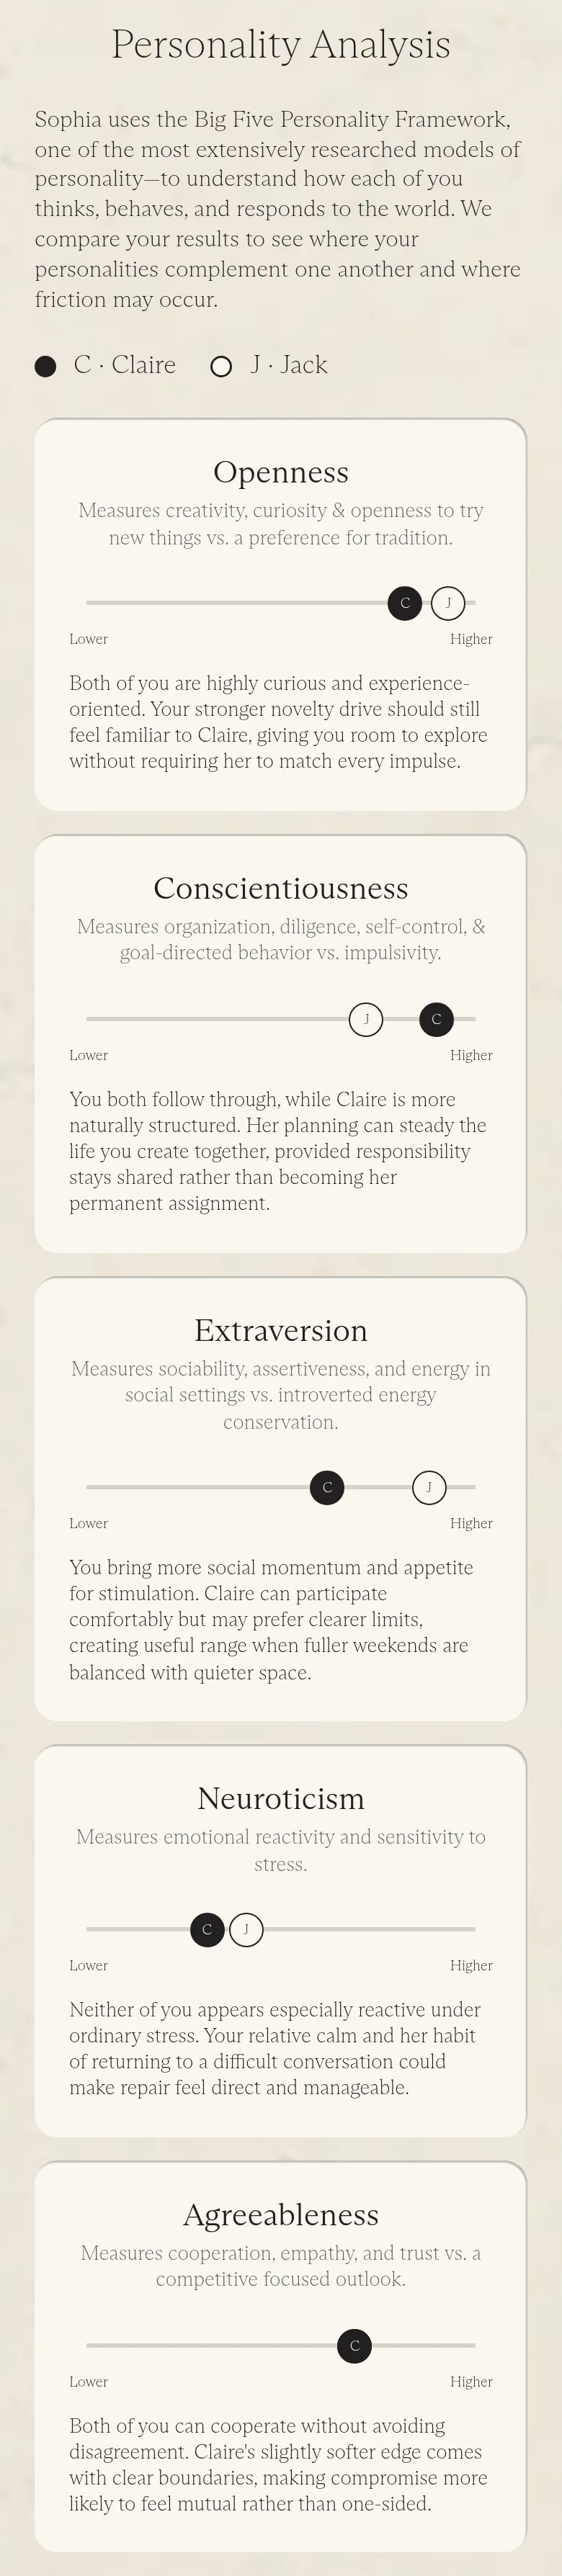 Personality Analysis
Sophia uses the Big Five Personality Framework,
one of the most extensively researched models of
personality—to understand how each of you
thinks, behaves, and responds to the world. We
compare your results to see where your
personalities complement one another and where
friction may occur.
C · Claire J · Jack
Openness
Measures creativity, curiosity & openness to try
new things vs. a preference for tradition.
C J
Lower Higher
Both of you are highly curious and experience-
oriented. Your stronger novelty drive should still
feel familiar to Claire, giving you room to explore
without requiring her to match every impulse.
Conscientiousness
Measures organization, diligence, self-control, &
goal-directed behavior vs. impulsivity.
J C
Lower Higher
You both follow through, while Claire is more
naturally structured. Her planning can steady the
life you create together, provided responsibility
stays shared rather than becoming her
permanent assignment.
Extraversion
Measures sociability, assertiveness, and energy in
social settings vs. introverted energy
conservation.
C J
Lower Higher
You bring more social momentum and appetite
for stimulation. Claire can participate
comfortably but may prefer clearer limits,
creating useful range when fuller weekends are
balanced with quieter space.
Neuroticism
Measures emotional reactivity and sensitivity to
stress.
C J
Lower Higher
Neither of you appears especially reactive under
ordinary stress. Your relative calm and her habit
of returning to a difficult conversation could
make repair feel direct and manageable.
Agreeableness
Measures cooperation, empathy, and trust vs. a
competitive focused outlook.
C
Lower Higher
Both of you can cooperate without avoiding
disagreement. Claire's slightly softer edge comes
with clear boundaries, making compromise more
likely to feel mutual rather than one-sided.